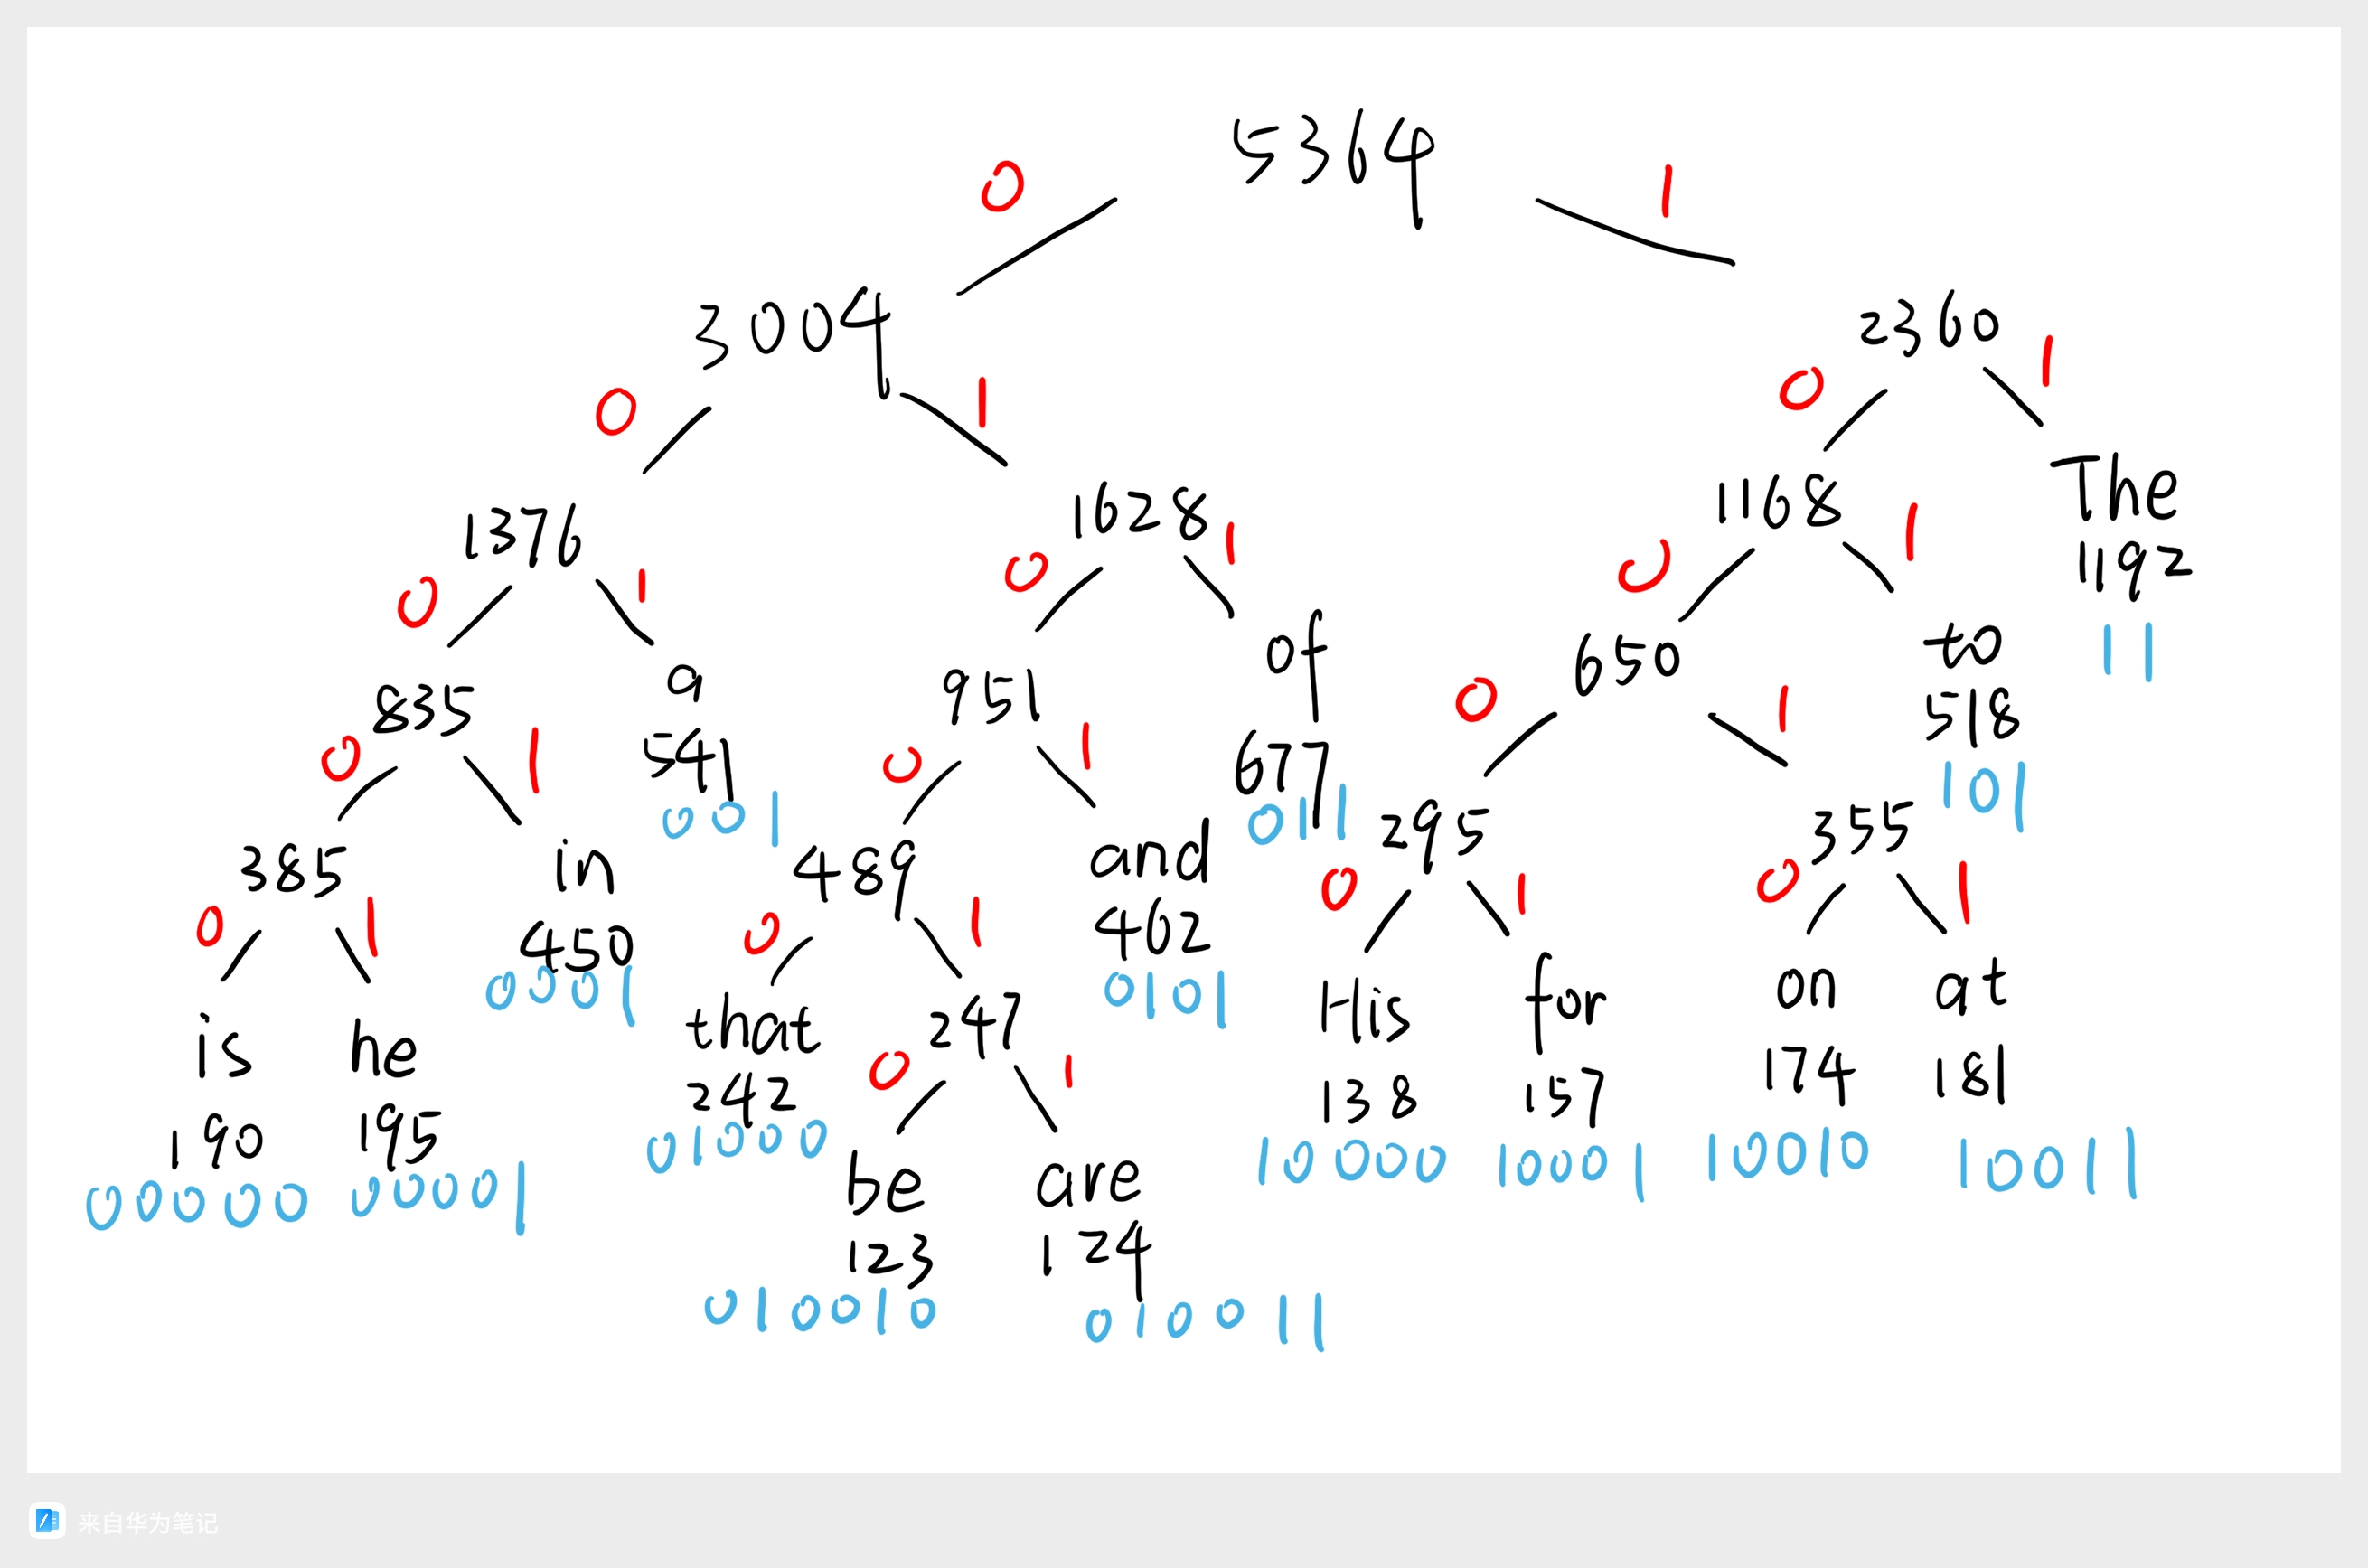 5364
0 1
3004 2360
0 1 0 1
1376 1628 1168 The
1192
11
0 1 0 1 0 1
835 a 951 of 650 to
541 677 518
001 011 101
0 1 0 1 0 1
385 in 489 and 295 355
450 462
0001 0101
0 1 0 1 0 1 0 1
is he that 247 His for on at
190 195 242 138 157 174 181
00000 00001 01000 10000 10001 10010 10011
0 1
be are
123 124
010010 010011
来自华为笔记